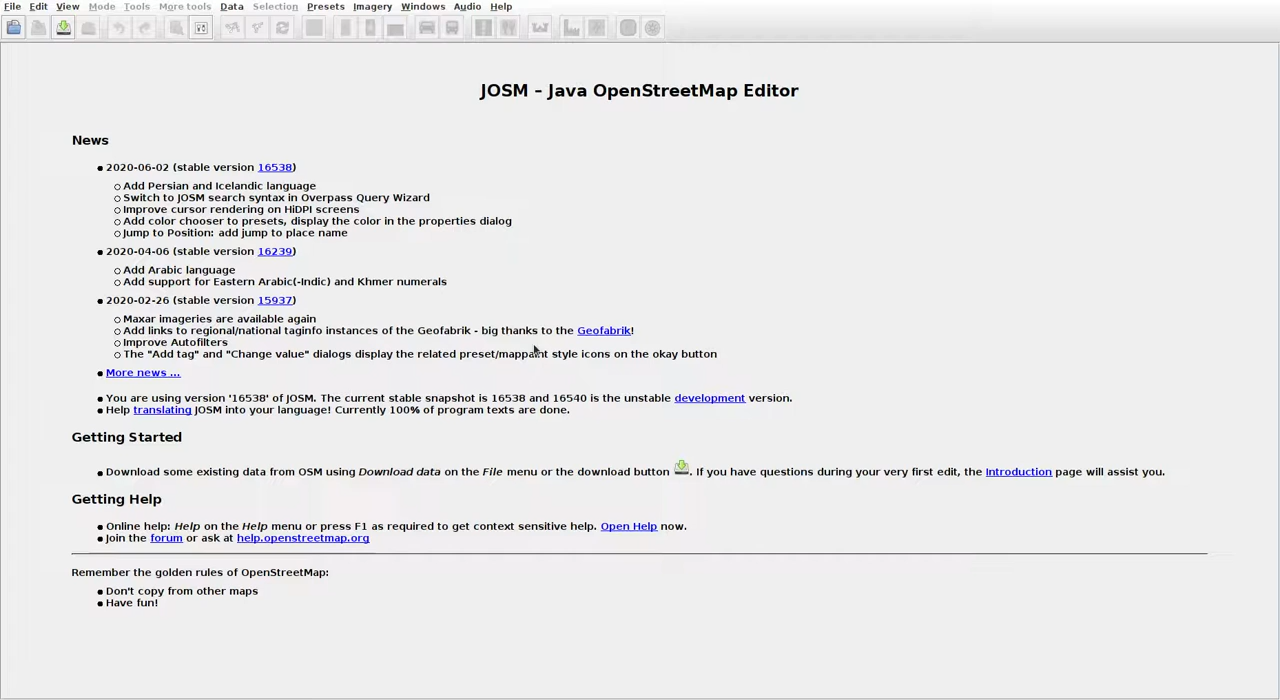 File Edit View Mode Tools More tools Data Selection Presets Imagery Windows Audio Help
JOSM – Java OpenStreetMap Editor
News
2020-06-02 (stable version 16538)
Add Persian and Icelandic language
Switch to JOSM search syntax in Overpass Query Wizard
Improve cursor rendering on HiDPI screens
Add color chooser to presets, display the color in the properties dialog
Jump to Position: add jump to place name
2020-04-06 (stable version 16239)
Add Arabic language
Add support for Eastern Arabic(-Indic) and Khmer numerals
2020-02-26 (stable version 15937)
Maxar imageries are available again
Add links to regional/national taginfo instances of the Geofabrik - big thanks to the Geofabrik!
Improve Autofilters
The "Add tag" and "Change value" dialogs display the related preset/mappaint style icons on the okay button
More news ...
You are using version '16538' of JOSM. The current stable snapshot is 16538 and 16540 is the unstable development version.
Help translating JOSM into your language! Currently 100% of program texts are done.
Getting Started
Download some existing data from OSM using Download data on the File menu or the download button . If you have questions during your very first edit, the Introduction page will assist you.
Getting Help
Online help: Help on the Help menu or press F1 as required to get context sensitive help. Open Help now.
Join the forum or ask at help.openstreetmap.org
Remember the golden rules of OpenStreetMap:
Don't copy from other maps
Have fun!